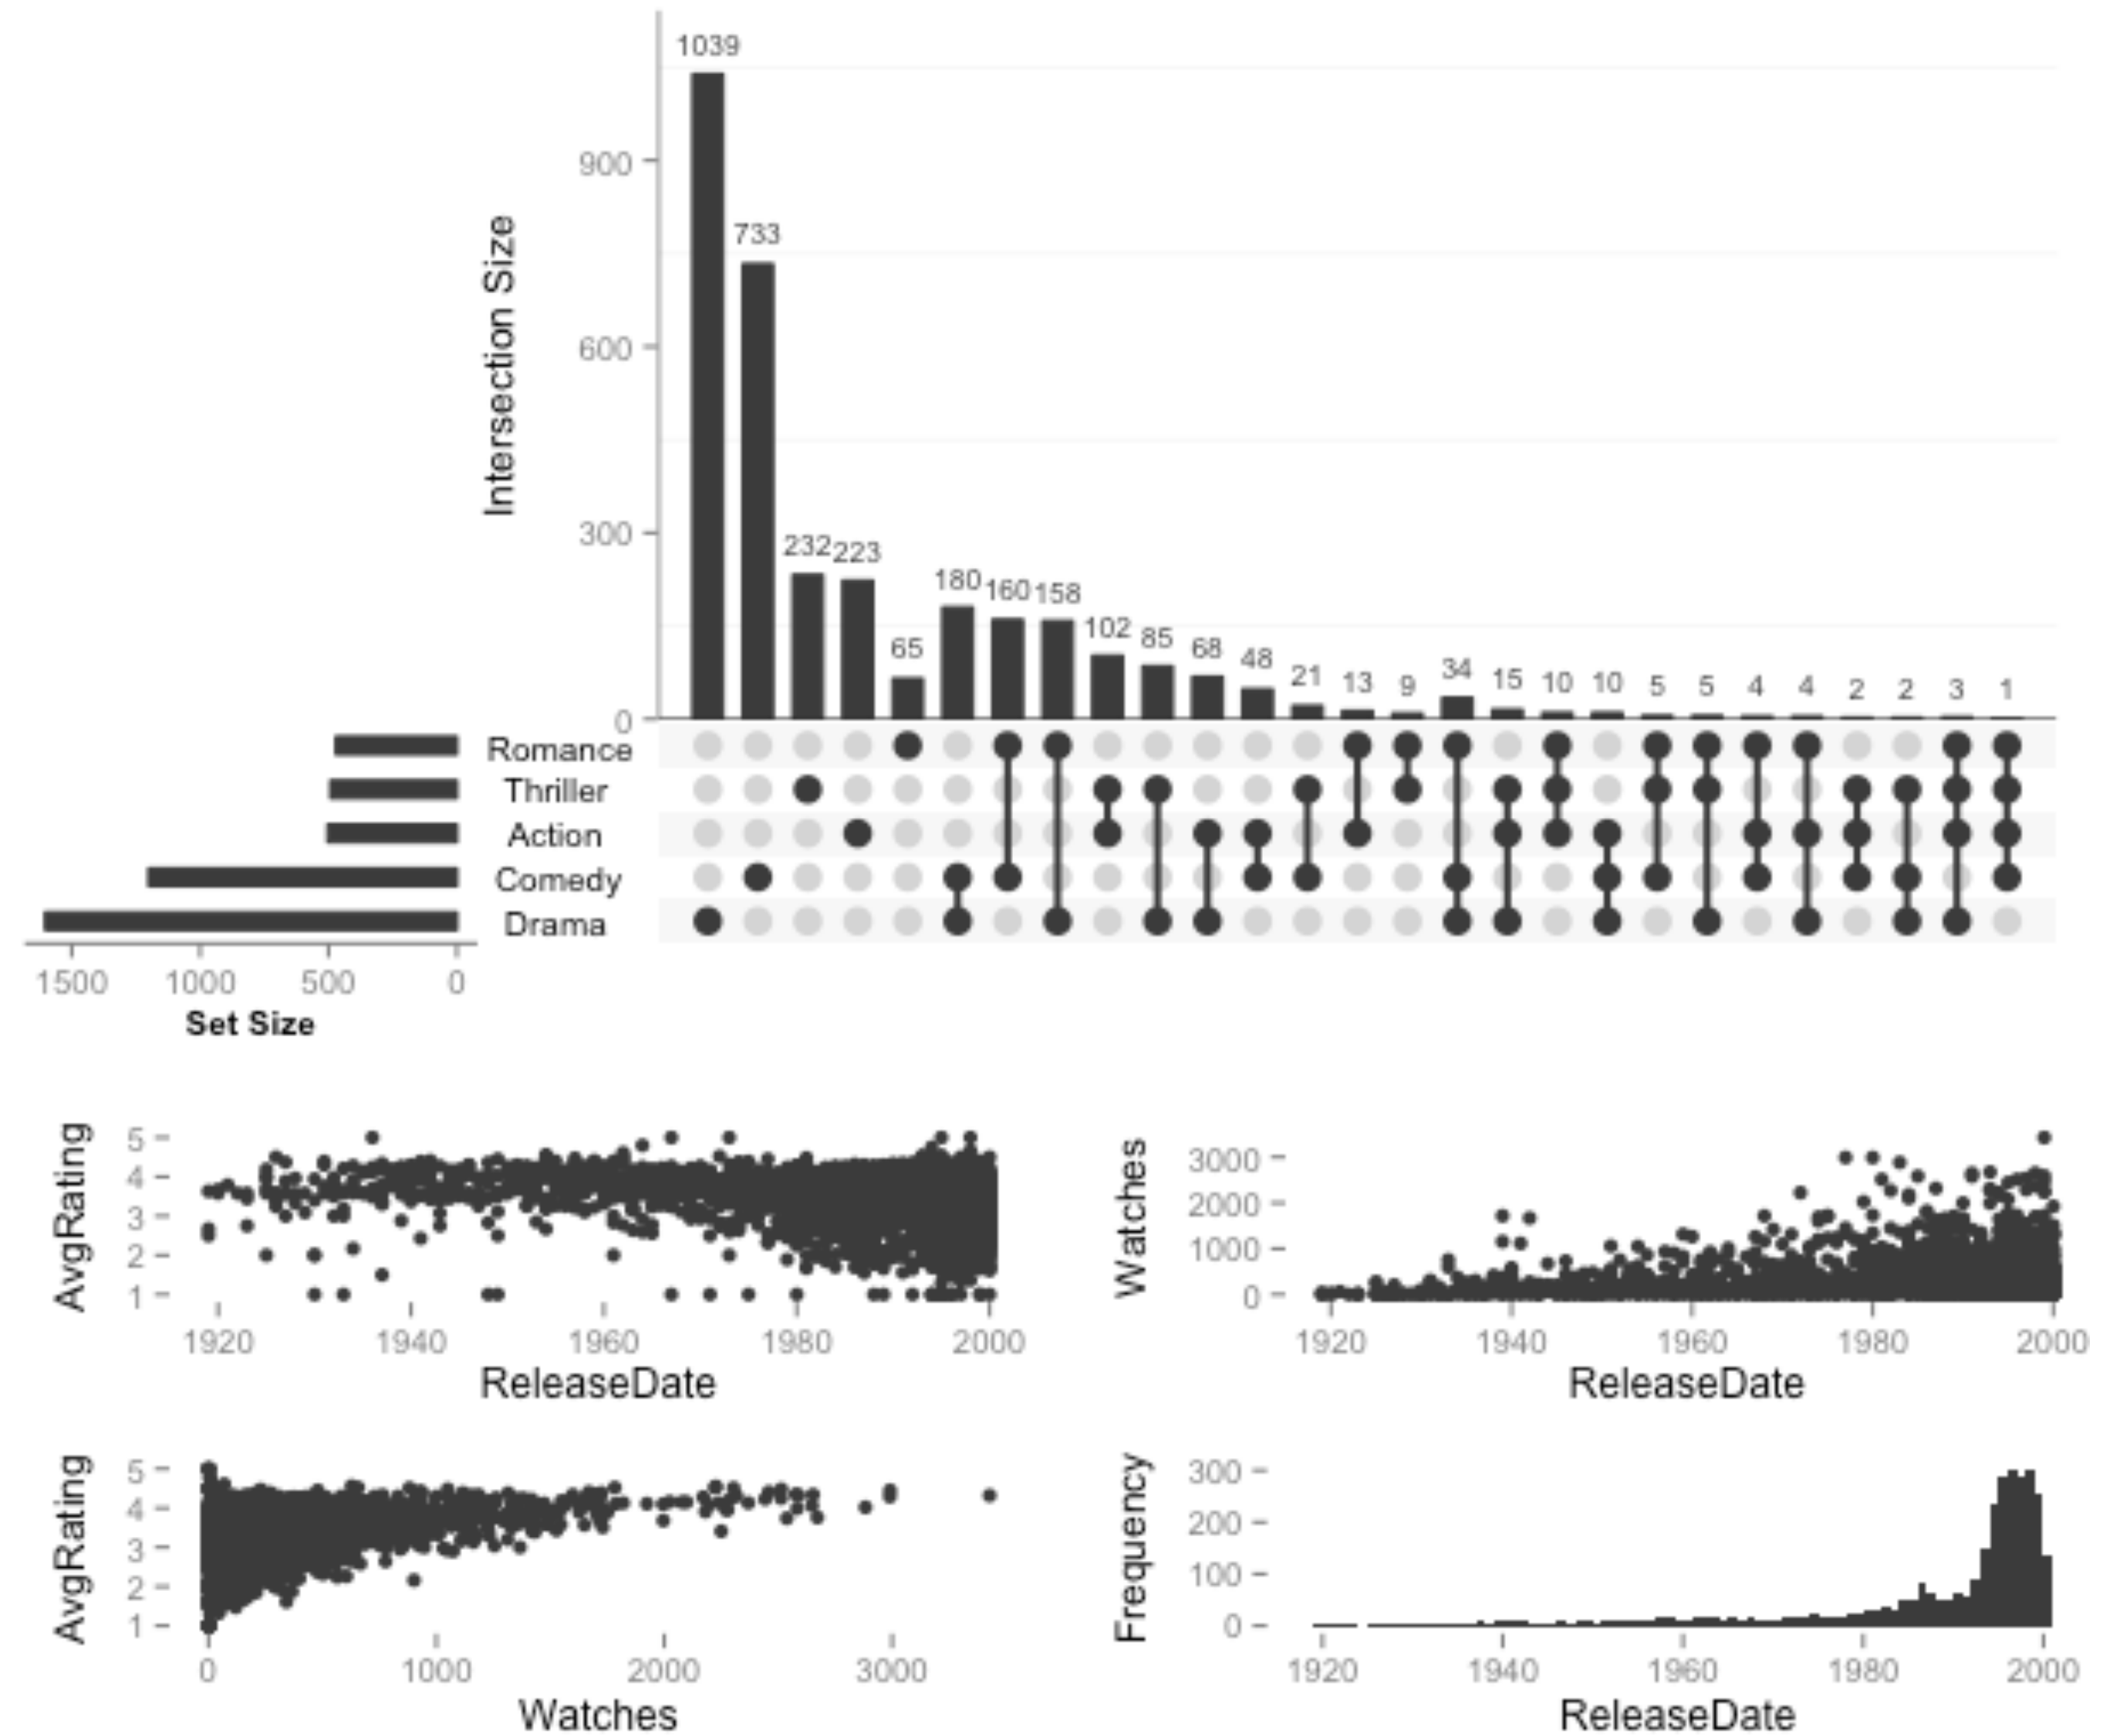 1039
733
232 223
65
180 160 158
102 85 68 48 21 13 9
34 15 10 10 5 5 4 4 2 2 3 1
Intersection Size
900
600
300
0
Romance
Thriller
Action
Comedy
Drama
1500 1000 500 0
Set Size
AvgRating
5
4
3
2
1
1920 1940 1960 1980 2000
ReleaseDate
Watches
3000
2000
1000
0
1920 1940 1960 1980 2000
ReleaseDate
AvgRating
5
4
3
2
1
0 1000 2000 3000
Watches
Frequency
300
200
100
0
1920 1940 1960 1980 2000
ReleaseDate